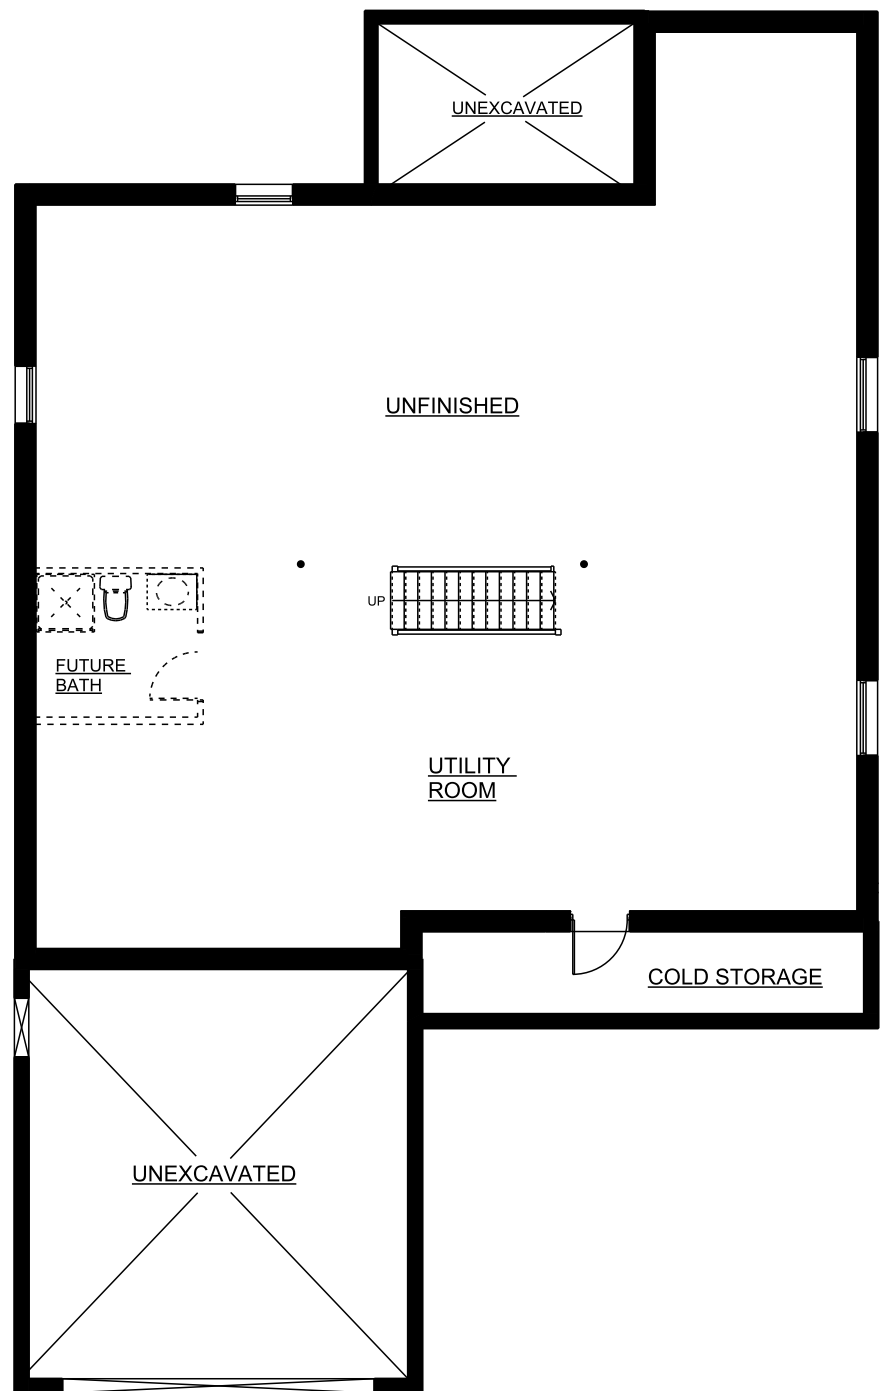 UNEXCAVATED
UNFINISHED
UP
FUTURE
BATH
UTILITY
ROOM
COLD STORAGE
UNEXCAVATED